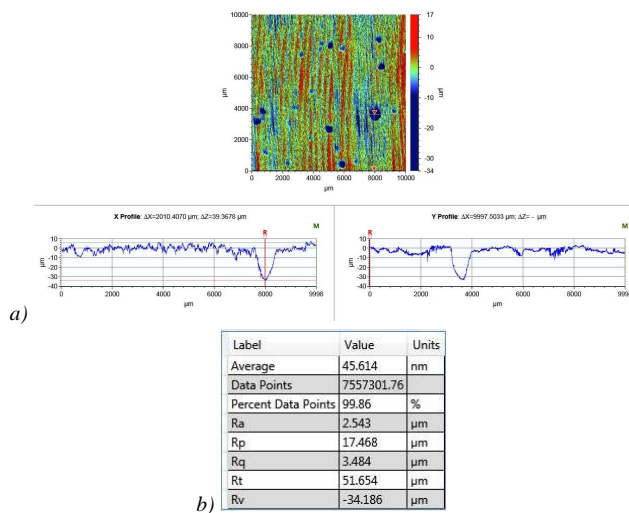 10000
8000
6000
4000
2000
0
µm
0 2000 4000 6000 8000 10000
µm
17
10
0
-10
-20
-34
µm
X Profile: ΔX=2010.4070 µm; ΔZ=39.3678 µm
R
M
10
0
-10
-20
-30
-40
µm
0 2000 4000 6000 8000 9998
µm
Y Profile: ΔX=9997.5033 µm; ΔZ= - µm
R
M
10
0
-10
-20
-30
-40
µm
0 2000 4000 6000 8000 9998
µm
a)
Label Value Units
Average 45.614 nm
Data Points 7557301.76
Percent Data Points 99.86 %
Ra 2.543 µm
Rp 17.468 µm
Rq 3.484 µm
Rt 51.654 µm
Rv -34.186 µm
b)